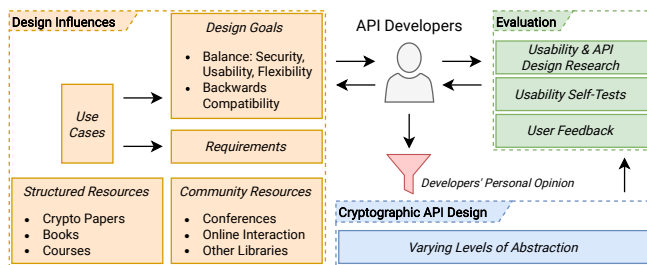 Design Influences
Design Goals
• Balance: Security,
Usability, Flexibility
• Backwards
Compatibility
Use
Cases
Requirements
Structured Resources
• Crypto Papers
• Books
• Courses
Community Resources
• Conferences
• Online Interaction
• Other Libraries
API Developers
Developers' Personal Opinion
Evaluation
Usability & API
Design Research
Usability Self-Tests
User Feedback
Cryptographic API Design
Varying Levels of Abstraction